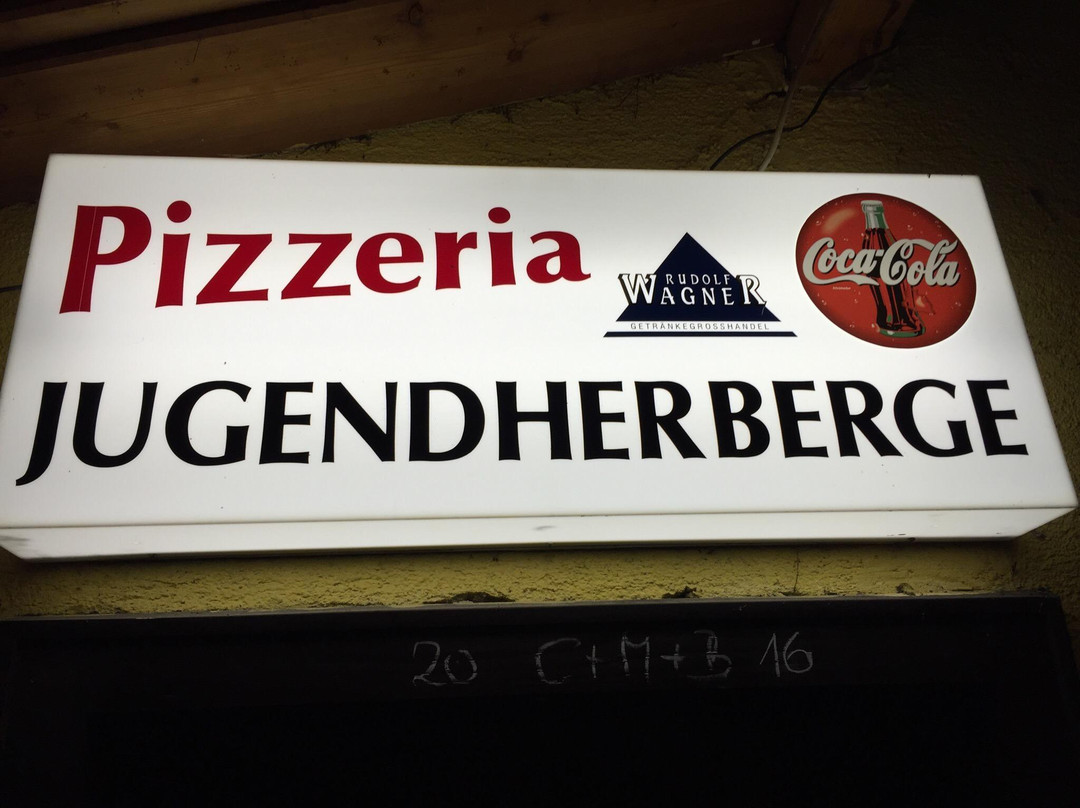 Pizzeria
RUDOLF
WAGNER
GETRÄNKEGROSSHANDEL
Coca-Cola
JUGENDHERBERGE
20 C+M+B 16